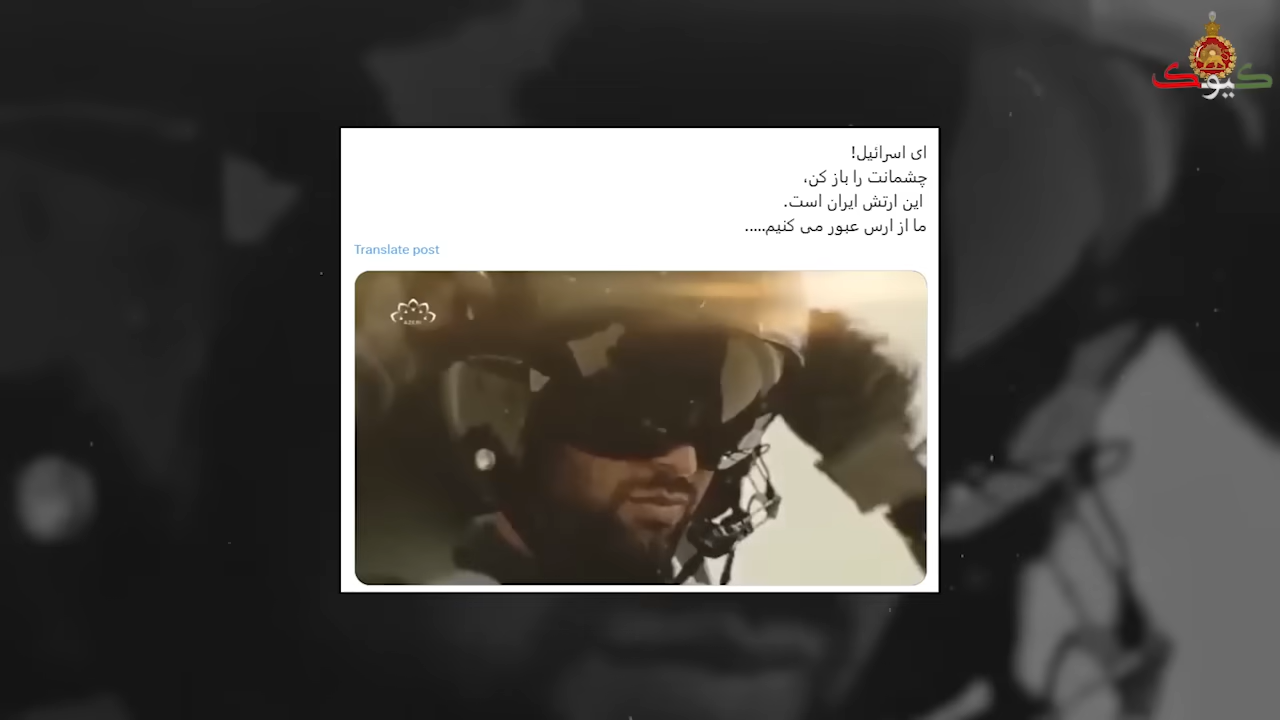 کیوک
ای اسرائیل!
چشمانت را باز کن،
این ارتش ایران است.
ما از ارس عبور می کنیم.....
Translate post